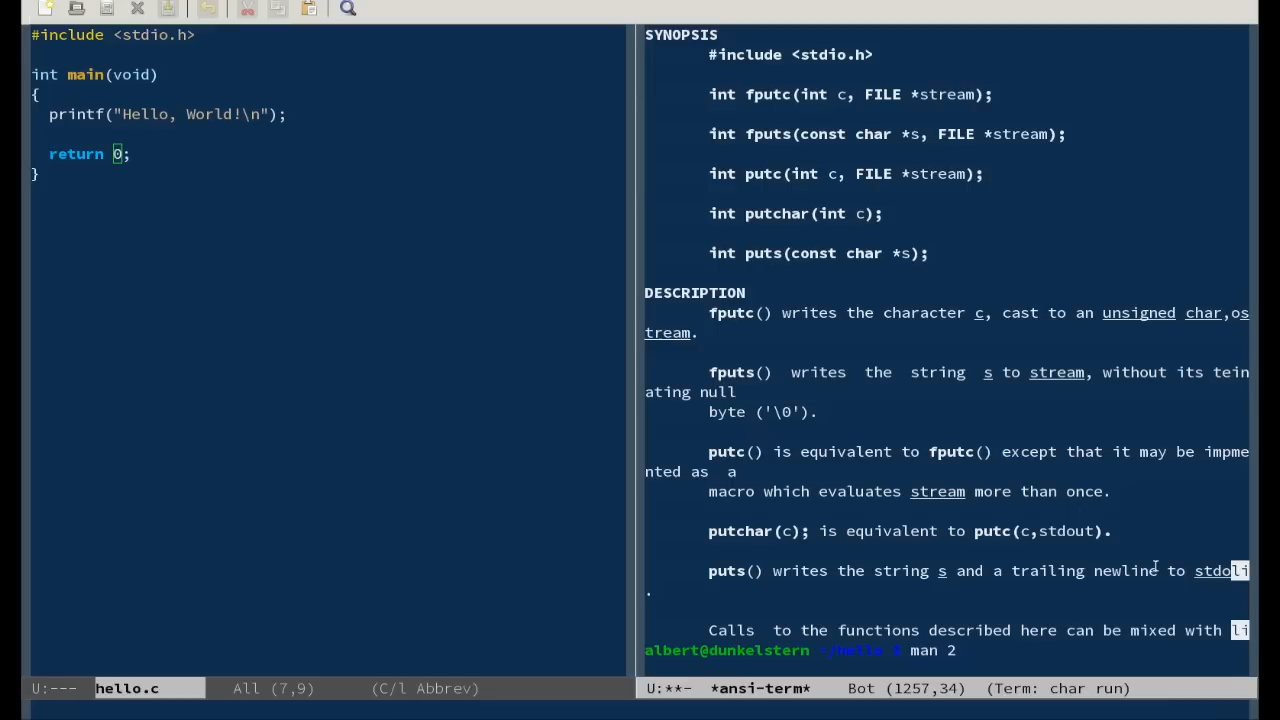 #include <stdio.h>
int main(void)
{
printf("Hello, World!\n");
return 0;
}
U:--- hello.c All (7,9) (C/l Abbrev)
SYNOPSIS
#include <stdio.h>
int fputc(int c, FILE *stream);
int fputs(const char *s, FILE *stream);
int putc(int c, FILE *stream);
int putchar(int c);
int puts(const char *s);
DESCRIPTION
fputc() writes the character c, cast to an unsigned char,os
tream.
fputs() writes the string s to stream, without its tein
ating null
byte ('\0').
putc() is equivalent to fputc() except that it may be impme
nted as a
macro which evaluates stream more than once.
putchar(c); is equivalent to putc(c,stdout).
puts() writes the string s and a trailing newline to stdoli
.
Calls to the functions described here can be mixed with li
albert@dunkelstern ~/hello $ man 2
U:**- *ansi-term* Bot (1257,34) (Term: char run)